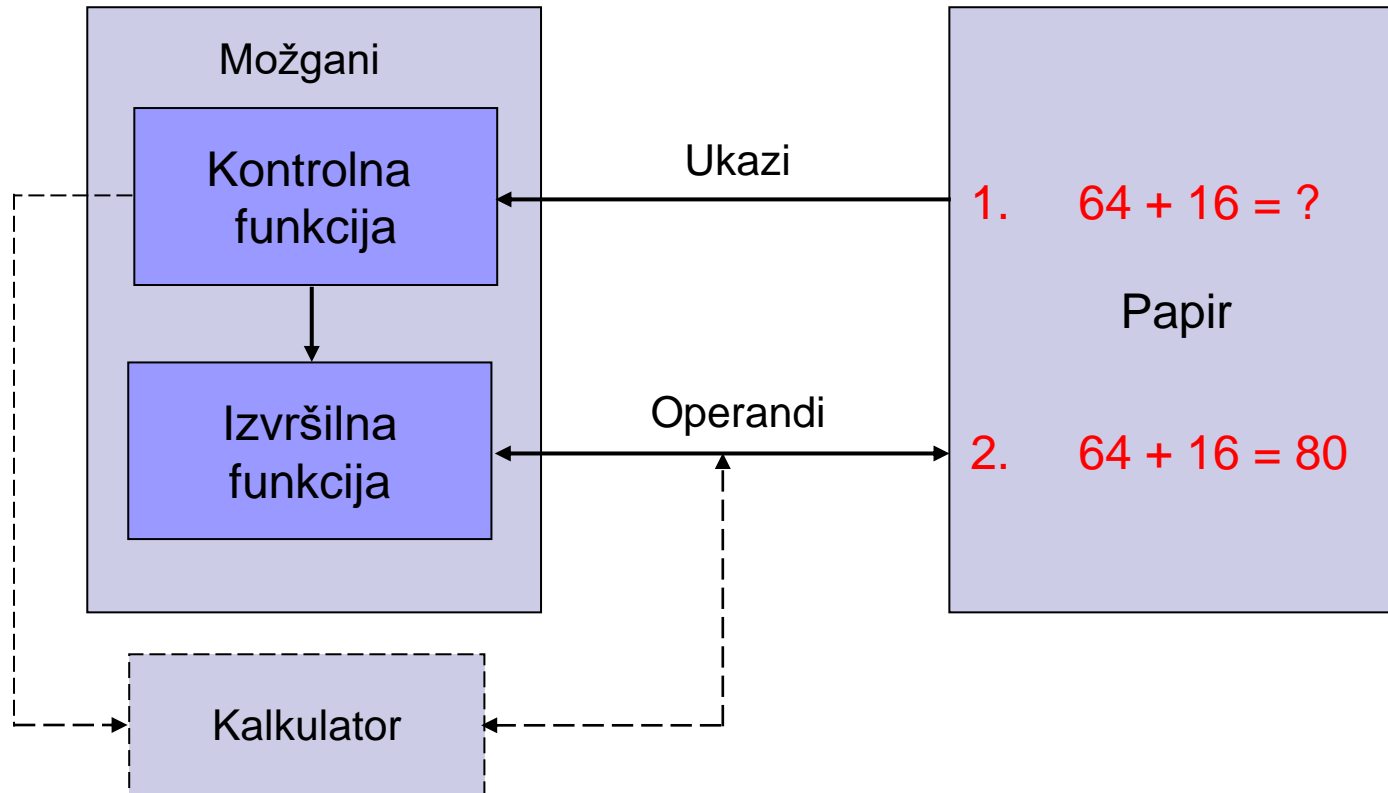 Možgani
Kontrolna
funkcija
Ukazi
1. 64 + 16 = ?
Papir
Izvršilna
funkcija
Operandi
2. 64 + 16 = 80
Kalkulator